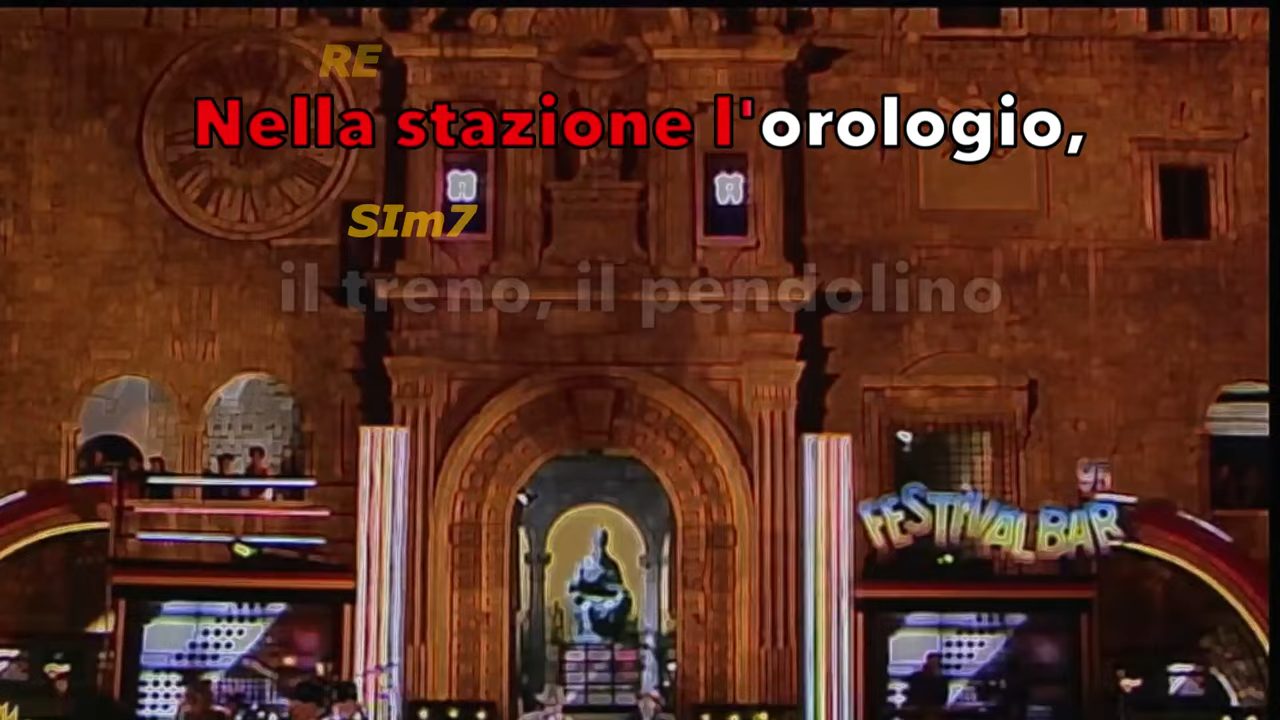 RE
Nella stazione l'orologio,
SIm7
il treno, il pendolino
FESTIVALBAR